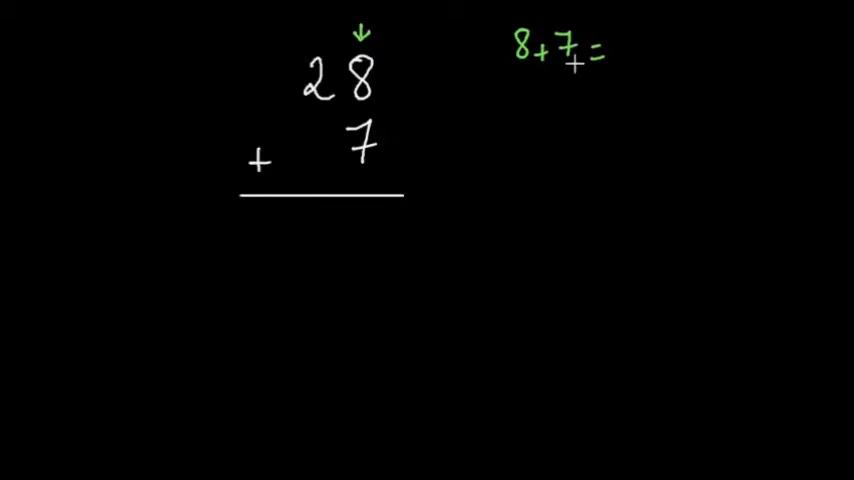 ↓
28
+ 7
8+7=